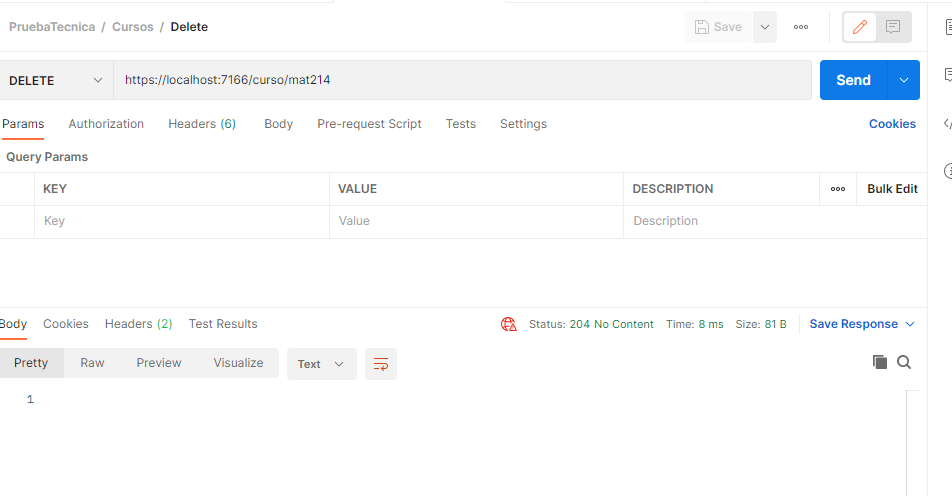 PruebaTecnica / Cursos / Delete Save
DELETE https://localhost:7166/curso/mat214 Send
Params Authorization Headers (6) Body Pre-request Script Tests Settings Cookies
Query Params
KEY VALUE DESCRIPTION Bulk Edit
Key Value Description
Body Cookies Headers (2) Test Results Status: 204 No Content Time: 8 ms Size: 81 B Save Response
Pretty Raw Preview Visualize Text
1